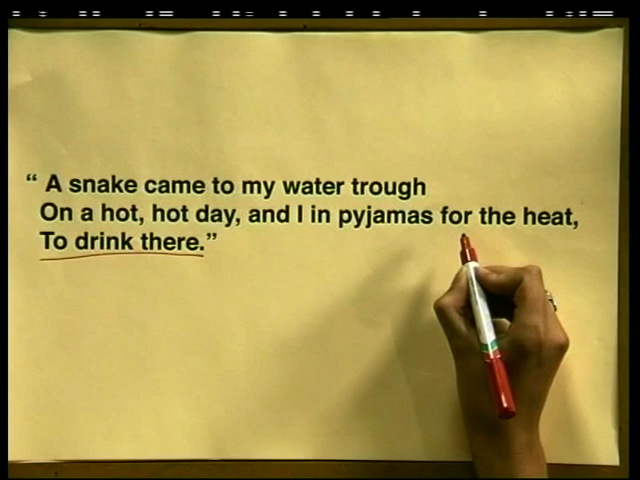 “ A snake came to my water trough
On a hot, hot day, and I in pyjamas for the heat,
To drink there.”